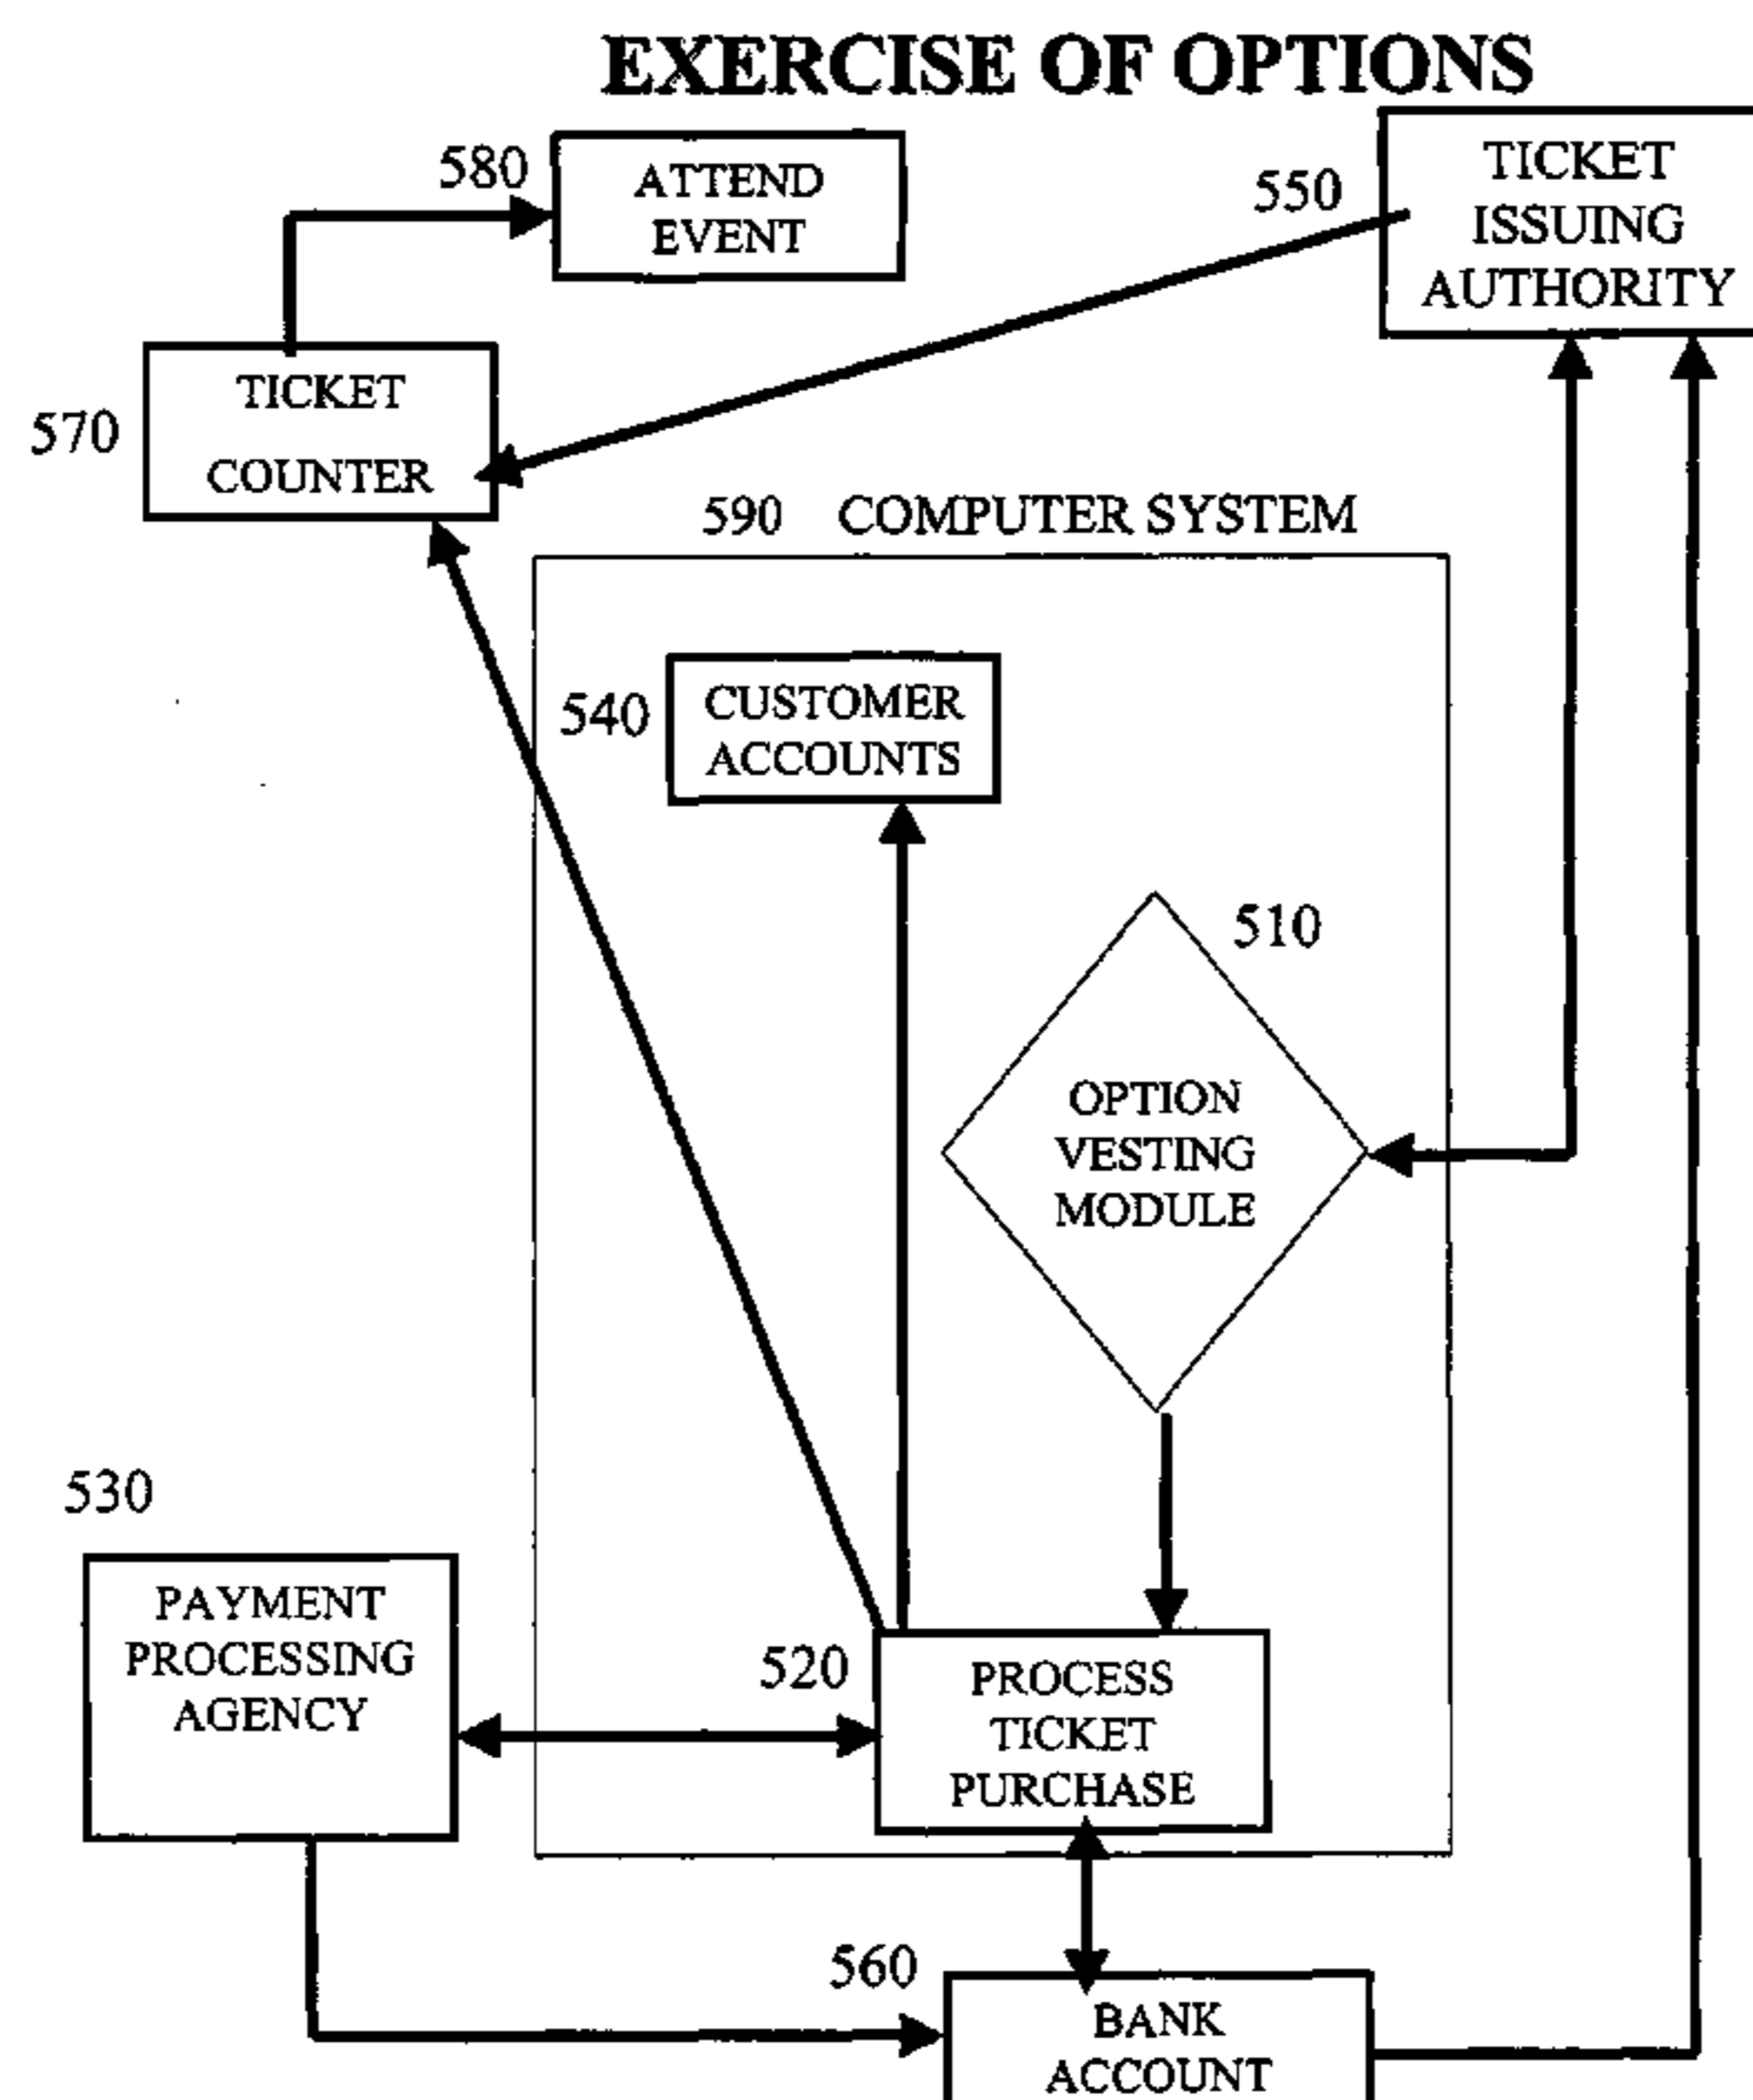 EXERCISE OF OPTIONS
580
ATTEND
EVENT
550
TICKET
ISSUING
AUTHORITY
570
TICKET
COUNTER
590 COMPUTER SYSTEM
540
CUSTOMER
ACCOUNTS
510
OPTION
VESTING
MODULE
530
PAYMENT
PROCESSING
AGENCY
520
PROCESS
TICKET
PURCHASE
560
BANK
ACCOUNT